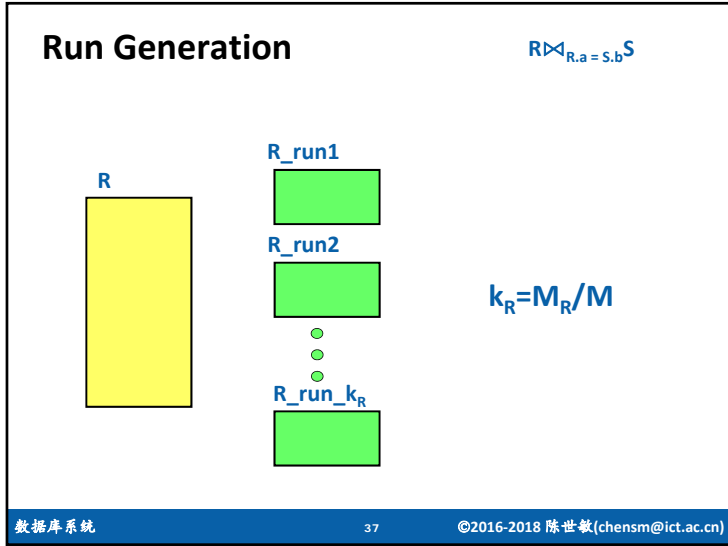 Run Generation
R⋈R.a = S.bS
R
R_run1
R_run2
R_run_kR
kR=MR/M
数据库系统 37 ©2016-2018 陈世敏(chensm@ict.ac.cn)